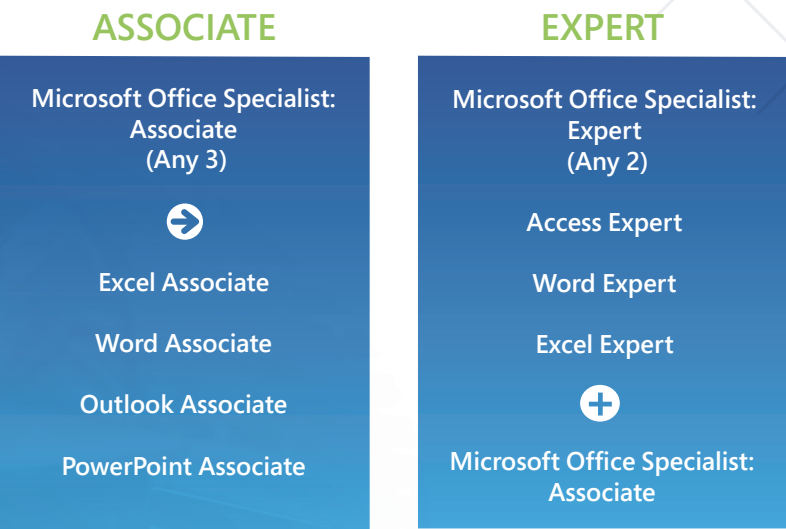 ASSOCIATE
Microsoft Office Specialist:
Associate
(Any 3)
Excel Associate
Word Associate
Outlook Associate
PowerPoint Associate
EXPERT
Microsoft Office Specialist:
Expert
(Any 2)
Access Expert
Word Expert
Excel Expert
Microsoft Office Specialist:
Associate